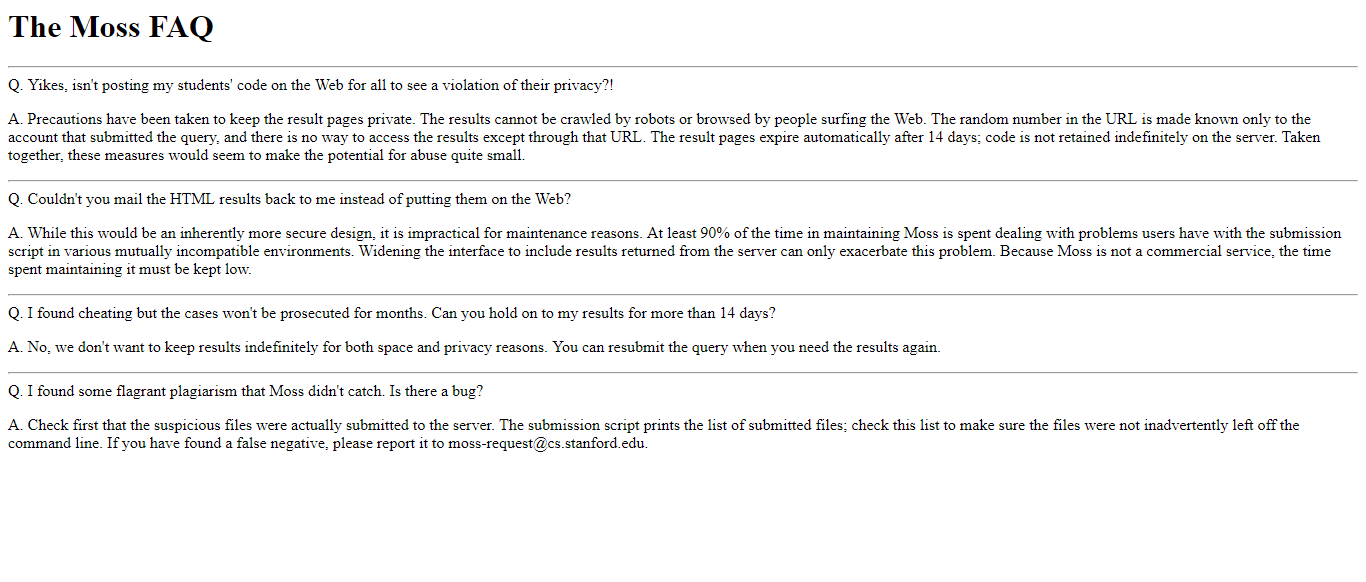 The Moss FAQ
Q. Yikes, isn't posting my students' code on the Web for all to see a violation of their privacy?!
A. Precautions have been taken to keep the result pages private. The results cannot be crawled by robots or browsed by people surfing the Web. The random number in the URL is made known only to the
account that submitted the query, and there is no way to access the results except through that URL. The result pages expire automatically after 14 days; code is not retained indefinitely on the server. Taken
together, these measures would seem to make the potential for abuse quite small.
Q. Couldn't you mail the HTML results back to me instead of putting them on the Web?
A. While this would be an inherently more secure design, it is impractical for maintenance reasons. At least 90% of the time in maintaining Moss is spent dealing with problems users have with the submission
script in various mutually incompatible environments. Widening the interface to include results returned from the server can only exacerbate this problem. Because Moss is not a commercial service, the time
spent maintaining it must be kept low.
Q. I found cheating but the cases won't be prosecuted for months. Can you hold on to my results for more than 14 days?
A. No, we don't want to keep results indefinitely for both space and privacy reasons. You can resubmit the query when you need the results again.
Q. I found some flagrant plagiarism that Moss didn't catch. Is there a bug?
A. Check first that the suspicious files were actually submitted to the server. The submission script prints the list of submitted files; check this list to make sure the files were not inadvertently left off the
command line. If you have found a false negative, please report it to moss-request@cs.stanford.edu.